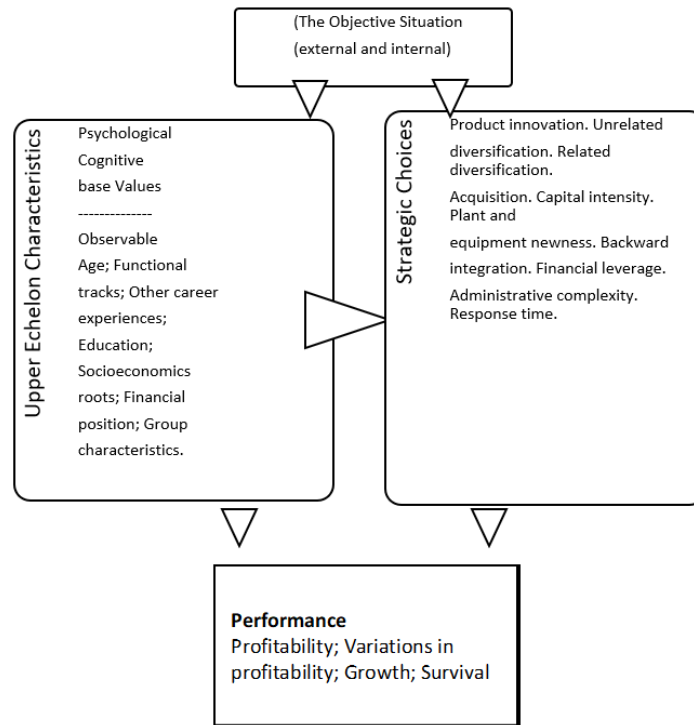 (The Objective Situation
(external and internal)
Upper Echelon Characteristics
Psychological
Cognitive
base Values
--------------
Observable
Age; Functional
tracks; Other career
experiences;
Education;
Socioeconomics
roots; Financial
position; Group
characteristics.
Strategic Choices
Product innovation. Unrelated
diversification. Related
diversification.
Acquisition. Capital intensity.
Plant and
equipment newness. Backward
integration. Financial leverage.
Administrative complexity.
Response time.
Performance
Profitability; Variations in
profitability; Growth; Survival